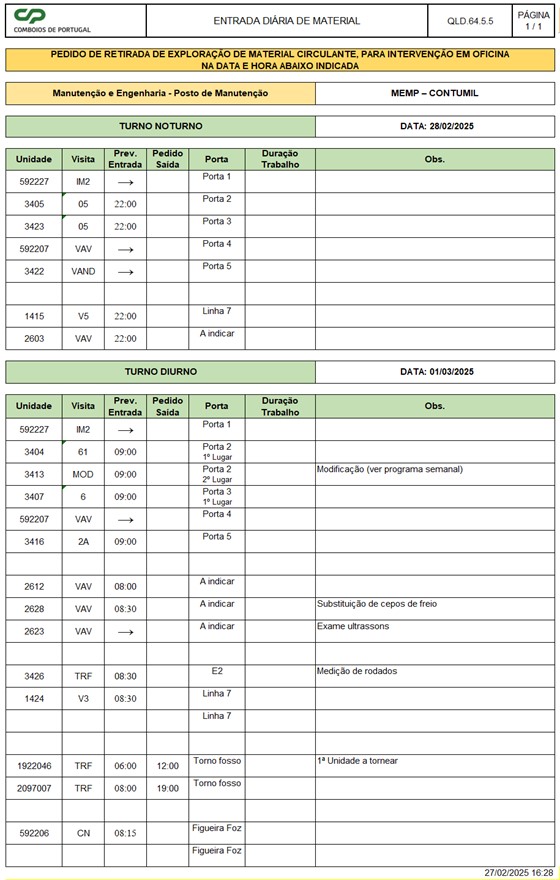 CP
COMBOIOS DE PORTUGAL
ENTRADA DIÁRIA DE MATERIAL
QLD.64.5.5
PÁGINA
1 / 1
PEDIDO DE RETIRADA DE EXPLORAÇÃO DE MATERIAL CIRCULANTE, PARA INTERVENÇÃO EM OFICINA
NA DATA E HORA ABAIXO INDICADA
Manutenção e Engenharia - Posto de Manutenção MEMP – CONTUMIL
TURNO NOTURNO DATA: 28/02/2025
Unidade Visita Prev. Entrada Pedido Saída Porta Duração Trabalho Obs.
592227 IM2 → Porta 1
3405 05 22:00 Porta 2
3423 05 22:00 Porta 3
592207 VAV → Porta 4
3422 VAND → Porta 5
1415 V5 22:00 Linha 7
2603 VAV 22:00 A indicar
TURNO DIURNO DATA: 01/03/2025
Unidade Visita Prev. Entrada Pedido Saída Porta Duração Trabalho Obs.
592227 IM2 → Porta 1
3404 61 09:00 Porta 2 1º Lugar
3413 MOD 09:00 Porta 2 2º Lugar Modificação (ver programa semanal)
3407 6 09:00 Porta 3 1º Lugar
592207 VAV → Porta 4
3416 2A 09:00 Porta 5
2612 VAV 08:00 A indicar
2628 VAV 08:30 A indicar Substituição de cepos de freio
2623 VAV → A indicar Exame ultrassons
3426 TRF 08:30 E2 Medição de rodados
1424 V3 08:30 Linha 7
Linha 7
1922046 TRF 06:00 12:00 Torno fosso 1ª Unidade a tornear
2097007 TRF 08:00 19:00 Torno fosso
592206 CN 08:15 Figueira Foz
Figueira Foz
27/02/2025 16:28